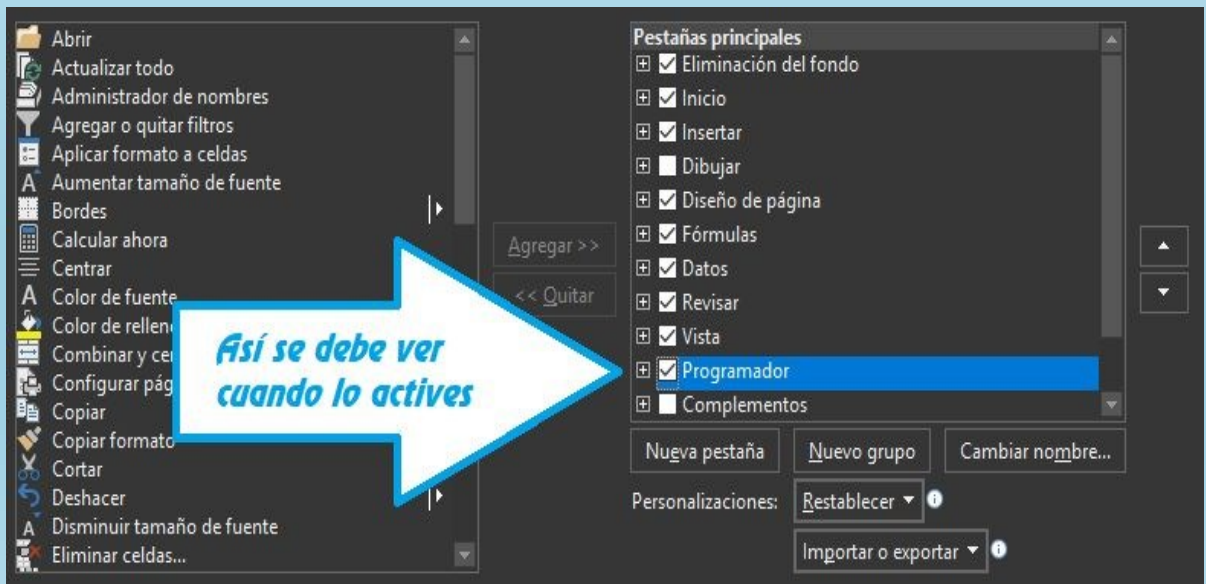 Abrir
Actualizar todo
Administrador de nombres
Agregar o quitar filtros
Aplicar formato a celdas
Aumentar tamaño de fuente
Bordes
Calcular ahora
Centrar
Color de fuente
Color de rellen
Combinar y ce
Configurar pág
Copiar
Copiar formato
Cortar
Deshacer
Disminuir tamaño de fuente
Eliminar celdas...
Así se debe ver
cuando lo actives
Agregar >>
<< Quitar
Pestañas principales
Eliminación del fondo
Inicio
Insertar
Dibujar
Diseño de página
Fórmulas
Datos
Revisar
Vista
Programador
Complementos
Nueva pestaña Nuevo grupo Cambiar nombre...
Personalizaciones: Restablecer
Importar o exportar